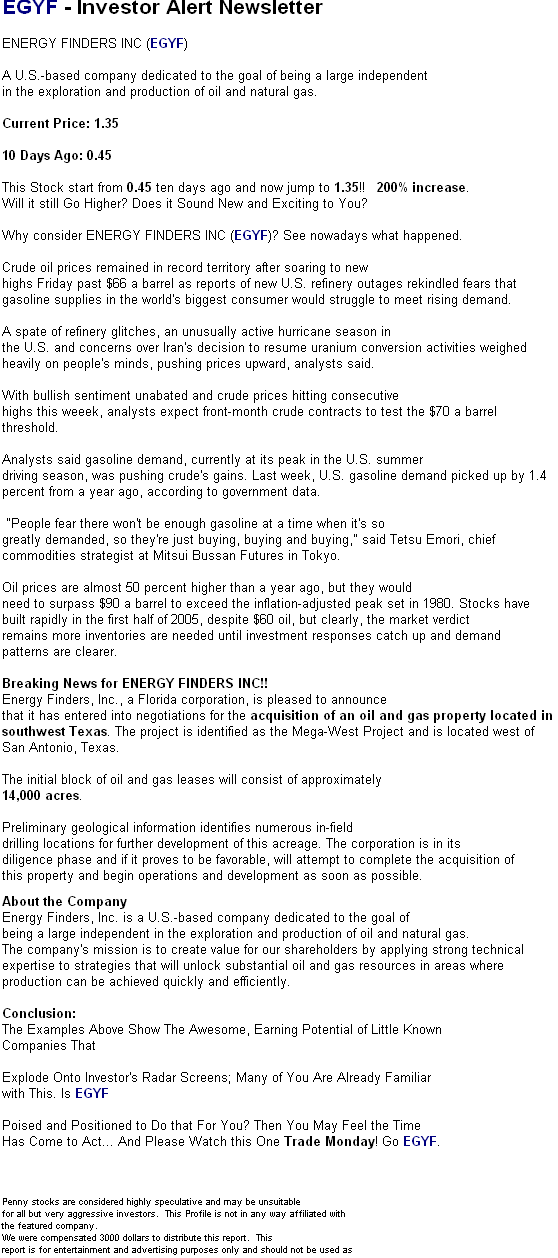 EGYF - Investor Alert Newsletter
ENERGY FINDERS INC (EGYF)
A U.S.-based company dedicated to the goal of being a large independent
in the exploration and production of oil and natural gas.
Current Price: 1.35
10 Days Ago: 0.45
This Stock start from 0.45 ten days ago and now jump to 1.35!! 200% increase.
Will it still Go Higher? Does it Sound New and Exciting to You?
Why consider ENERGY FINDERS INC (EGYF)? See nowadays what happened.
Crude oil prices remained in record territory after soaring to new
highs Friday past $66 a barrel as reports of new U.S. refinery outages rekindled fears that
gasoline supplies in the world's biggest consumer would struggle to meet rising demand.
A spate of refinery glitches, an unusually active hurricane season in
the U.S. and concerns over Iran's decision to resume uranium conversion activities weighed
heavily on people's minds, pushing prices upward, analysts said.
With bullish sentiment unabated and crude prices hitting consecutive
highs this weeek, analysts expect front-month crude contracts to test the $70 a barrel
threshold.
Analysts said gasoline demand, currently at its peak in the U.S. summer
driving season, was pushing crude's gains. Last week, U.S. gasoline demand picked up by 1.4
percent from a year ago, according to government data.
"People fear there won't be enough gasoline at a time when it's so
greatly demanded, so they're just buying, buying and buying," said Tetsu Emori, chief
commodities strategist at Mitsui Bussan Futures in Tokyo.
Oil prices are almost 50 percent higher than a year ago, but they would
need to surpass $90 a barrel to exceed the inflation-adjusted peak set in 1980. Stocks have
built rapidly in the first half of 2005, despite $60 oil, but clearly, the market verdict
remains more inventories are needed until investment responses catch up and demand
patterns are clearer.
Breaking News for ENERGY FINDERS INC!!
Energy Finders, Inc., a Florida corporation, is pleased to announce
that it has entered into negotiations for the acquisition of an oil and gas property located in
southwest Texas. The project is identified as the Mega-West Project and is located west of
San Antonio, Texas.
The initial block of oil and gas leases will consist of approximately
14,000 acres.
Preliminary geological information identifies numerous in-field
drilling locations for further development of this acreage. The corporation is in its
diligence phase and if it proves to be favorable, will attempt to complete the acquisition of
this property and begin operations and development as soon as possible.
About the Company
Energy Finders, Inc. is a U.S.-based company dedicated to the goal of
being a large independent in the exploration and production of oil and natural gas.
The company's mission is to create value for our shareholders by applying strong technical
expertise to strategies that will unlock substantial oil and gas resources in areas where
production can be achieved quickly and efficiently.
Conclusion:
The Examples Above Show The Awesome, Earning Potential of Little Known
Companies That
Explode Onto Investor's Radar Screens; Many of You Are Already Familiar
with This. Is EGYF
Poised and Positioned to Do that For You? Then You May Feel the Time
Has Come to Act... And Please Watch this One Trade Monday! Go EGYF.
Penny stocks are considered highly speculative and may be unsuitable
for all but very aggressive investors. This Profile is not in any way affiliated with
the featured company.
We were compensated 3000 dollars to distribute this report. This
report is for entertainment and advertising purposes only and should not be used as